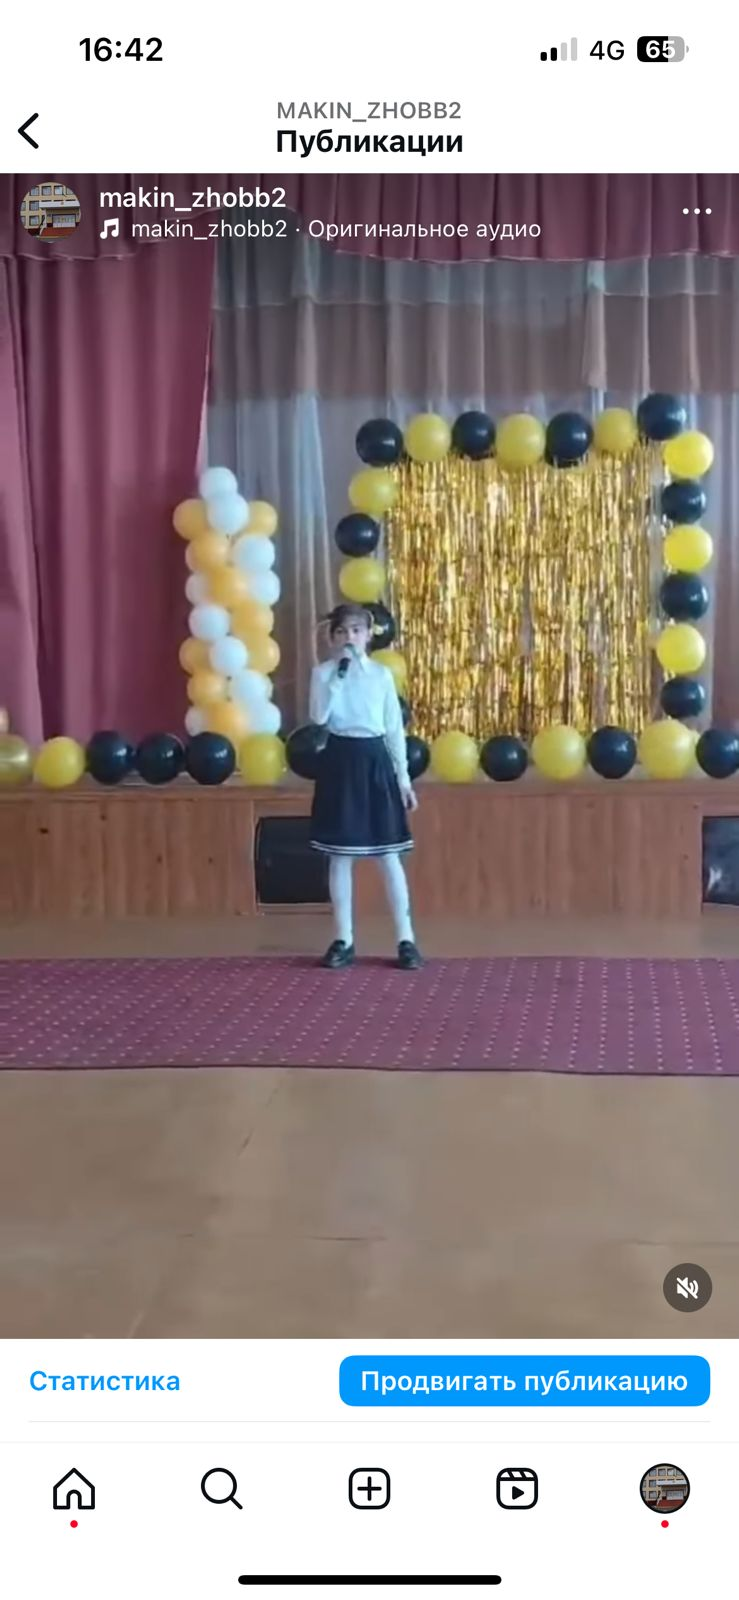 16:42 4G 65
MAKIN_ZHOBB2
Публикации
makin_zhobb2
makin_zhobb2 · Оригинальное аудио
Статистика
Продвигать публикацию